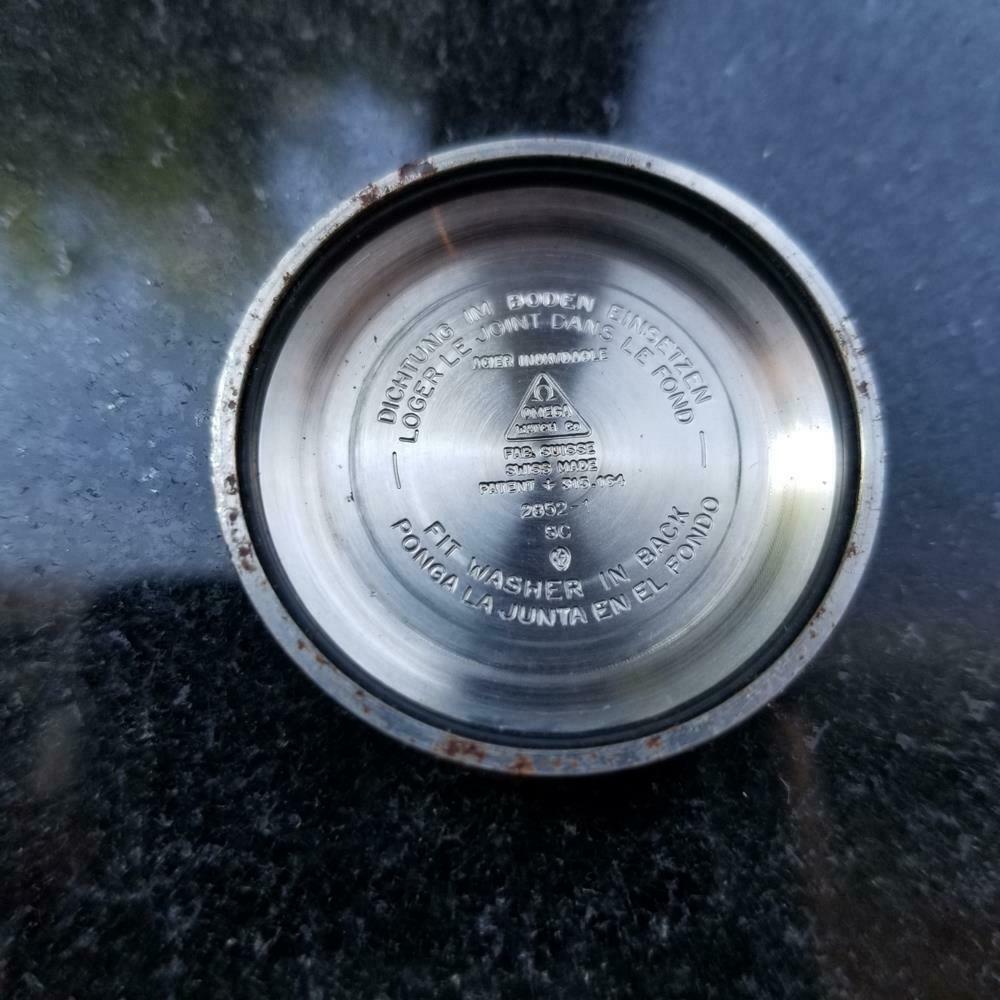 DICHTUNG IM BODEN EINSETZEN
LOGER LE JOINT DANS LE FOND
ACIER INOXYDABLE
Ω
OMEGA
WATCH Co
FAB. SUISSE
SWISS MADE
PATENT + 315.164
2852-1
SC
FIT WASHER IN BACK
PONGA LA JUNTA EN EL FONDO